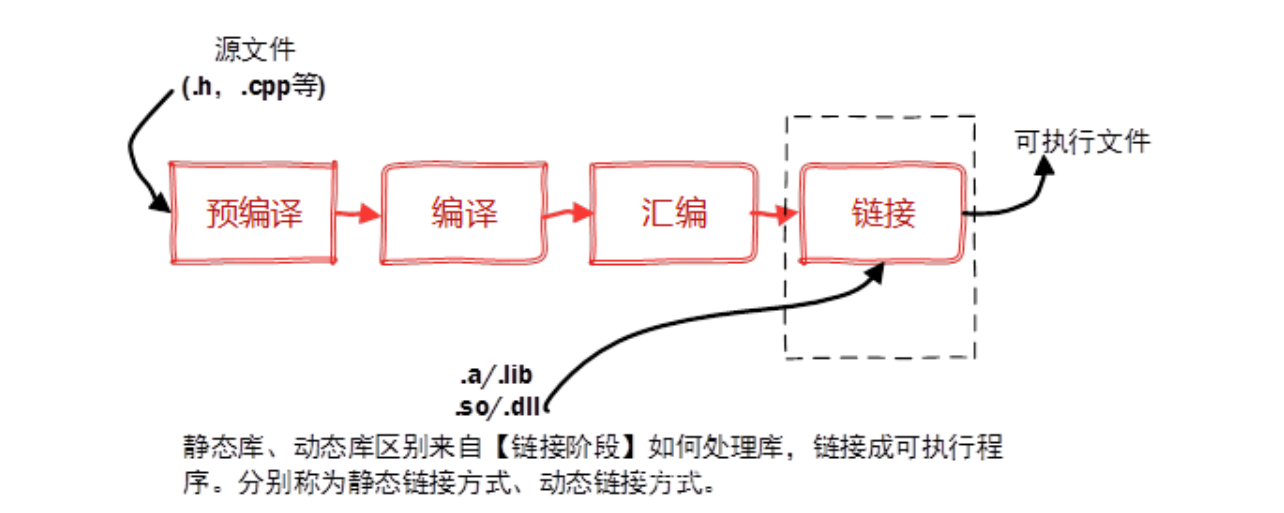 源文件
(.h，.cpp等)
可执行文件
预编译
编译
汇编
链接
.a/.lib
.so/.dll
静态库、动态库区别来自【链接阶段】如何处理库，链接成可执行程
序。分别称为静态链接方式、动态链接方式。